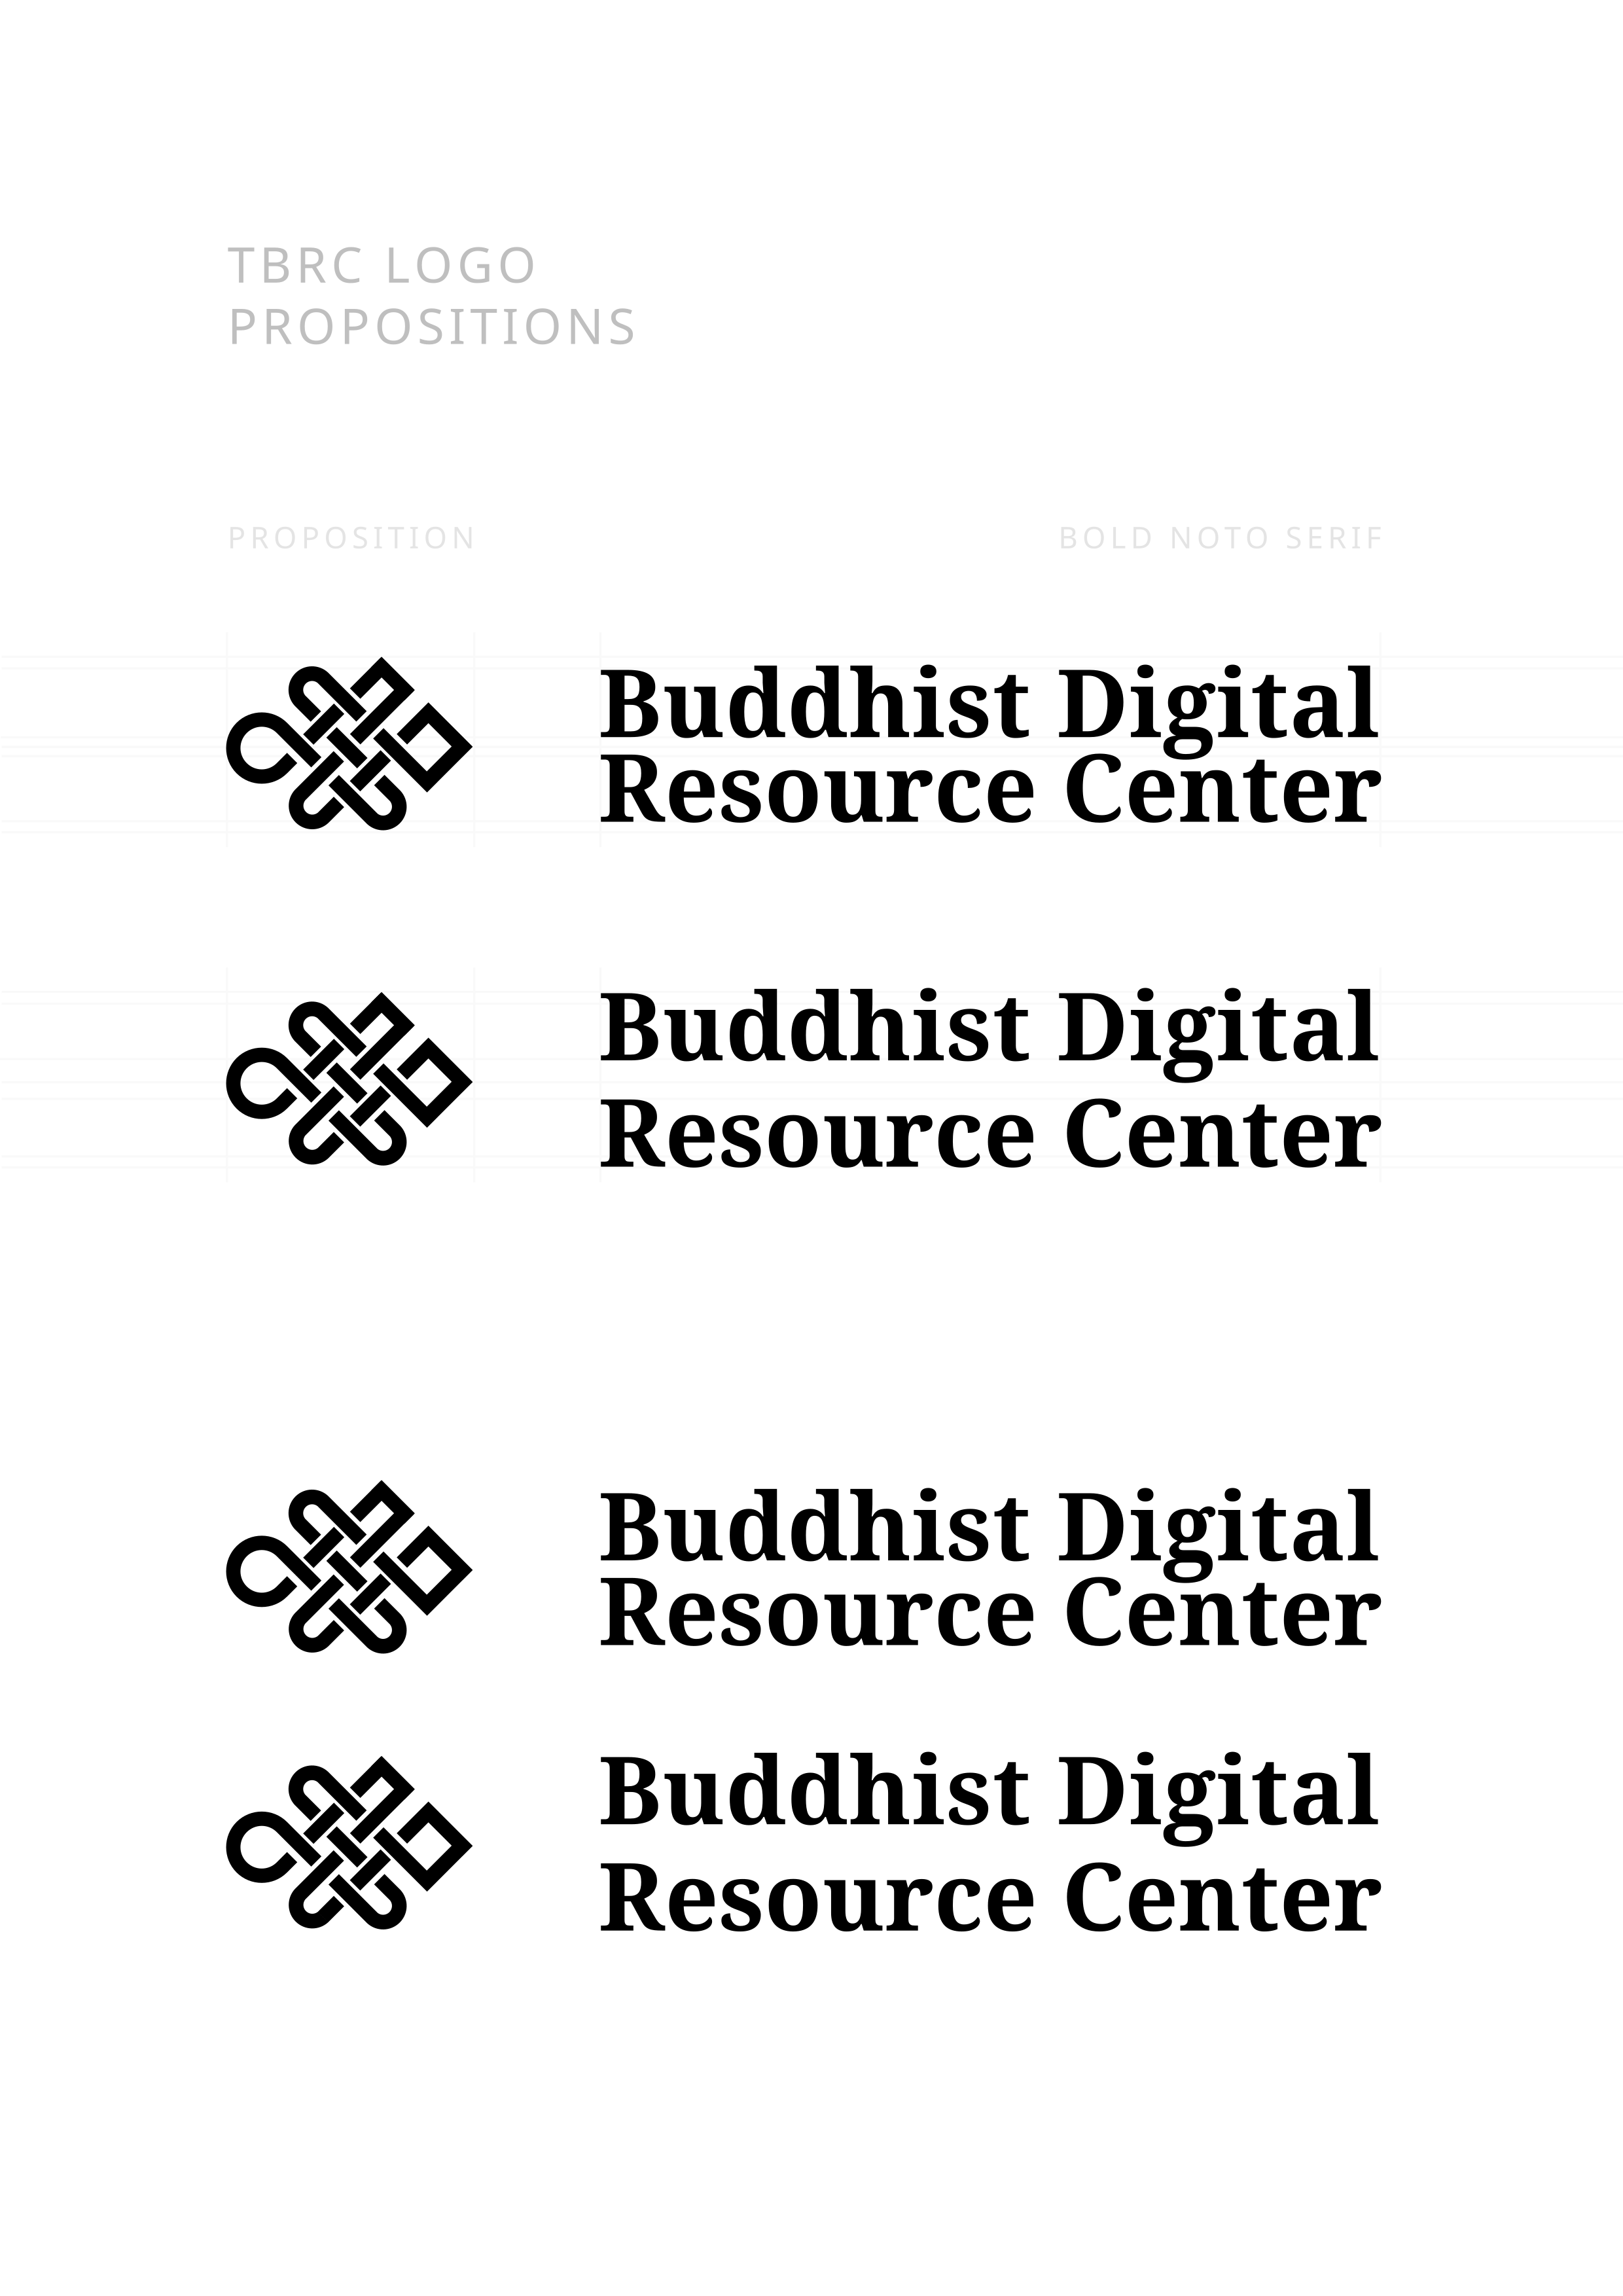 TBRC LOGO
PROPOSITIONS
PROPOSITION
BOLD NOTO SERIF
Buddhist Digital
Resource Center
Buddhist Digital
Resource Center
Buddhist Digital
Resource Center
Buddhist Digital
Resource Center